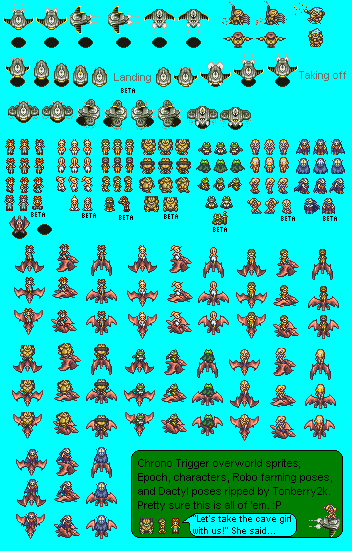 Landing
Taking off
BETA
BETA
BETA
BETA
BETA
BETA
BETA
BETA
Chrono Trigger overworld sprites;
Epoch, characters, Robo
farming poses,
and Dactyl poses ripped by Tonberry2k.
Pretty sure this is all of 'em. :P
"Let's take the cave girl
with us!" She said...